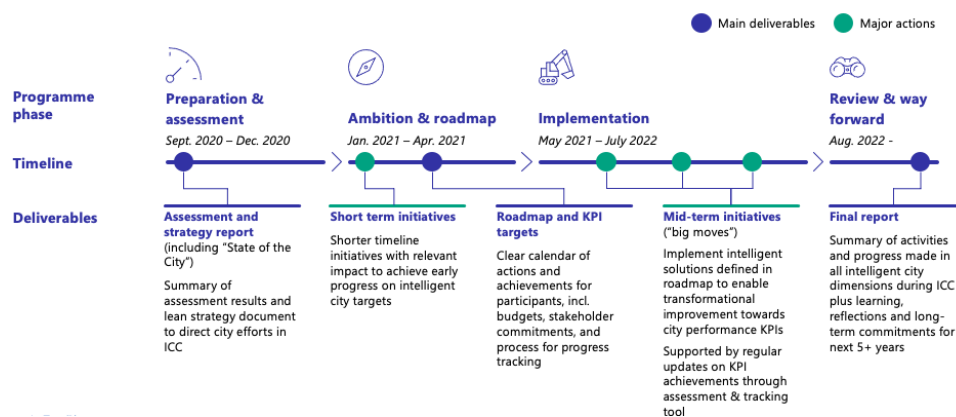 Main deliverables
Major actions
Programme
phase
Preparation &
assessment
Sept. 2020 – Dec. 2020
Ambition & roadmap
Jan. 2021 – Apr. 2021
Implementation
May 2021 – July 2022
Review & way
forward
Aug. 2022 -
Timeline
Deliverables
Assessment and
strategy report
(including “State of the
City”)
Summary of
assessment results and
lean strategy document
to direct city efforts in
ICC
Short term initiatives
Shorter timeline
initiatives with relevant
impact to achieve early
progress on intelligent
city targets
Roadmap and KPI
targets
Clear calendar of
actions and
achievements for
participants, incl.
budgets, stakeholder
commitments, and
process for progress
tracking
Mid-term initiatives
(“big moves”)
Implement intelligent
solutions defined in
roadmap to enable
transformational
improvement towards
city performance KPIs
Supported by regular
updates on KPI
achievements through
assessment & tracking
tool
Final report
Summary of activities
and progress made in
all intelligent city
dimensions during ICC
plus learning,
reflections and long-
term commitments for
next 5+ years